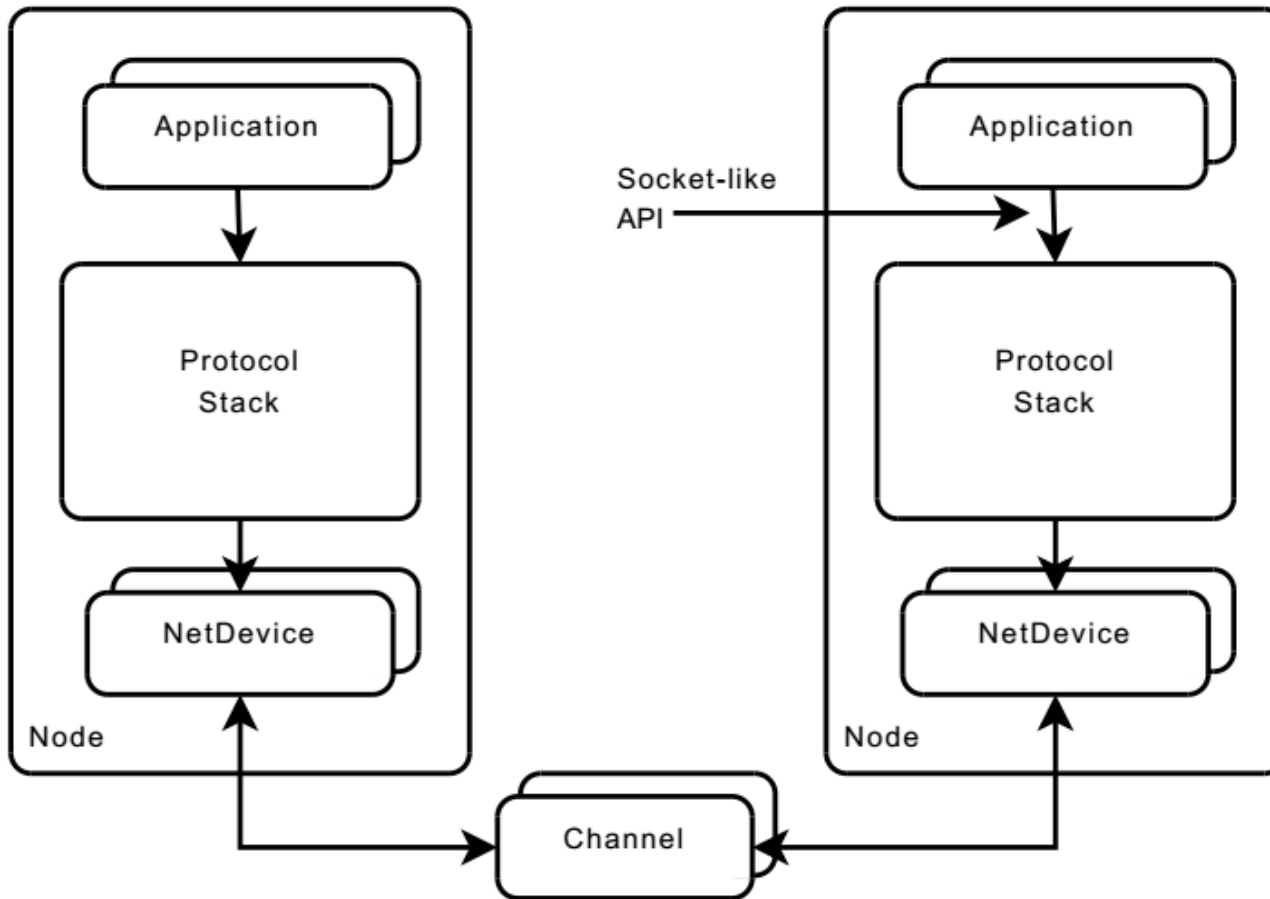 Application
Protocol
Stack
NetDevice
Node
Socket-like
API
Application
Protocol
Stack
NetDevice
Node
Channel